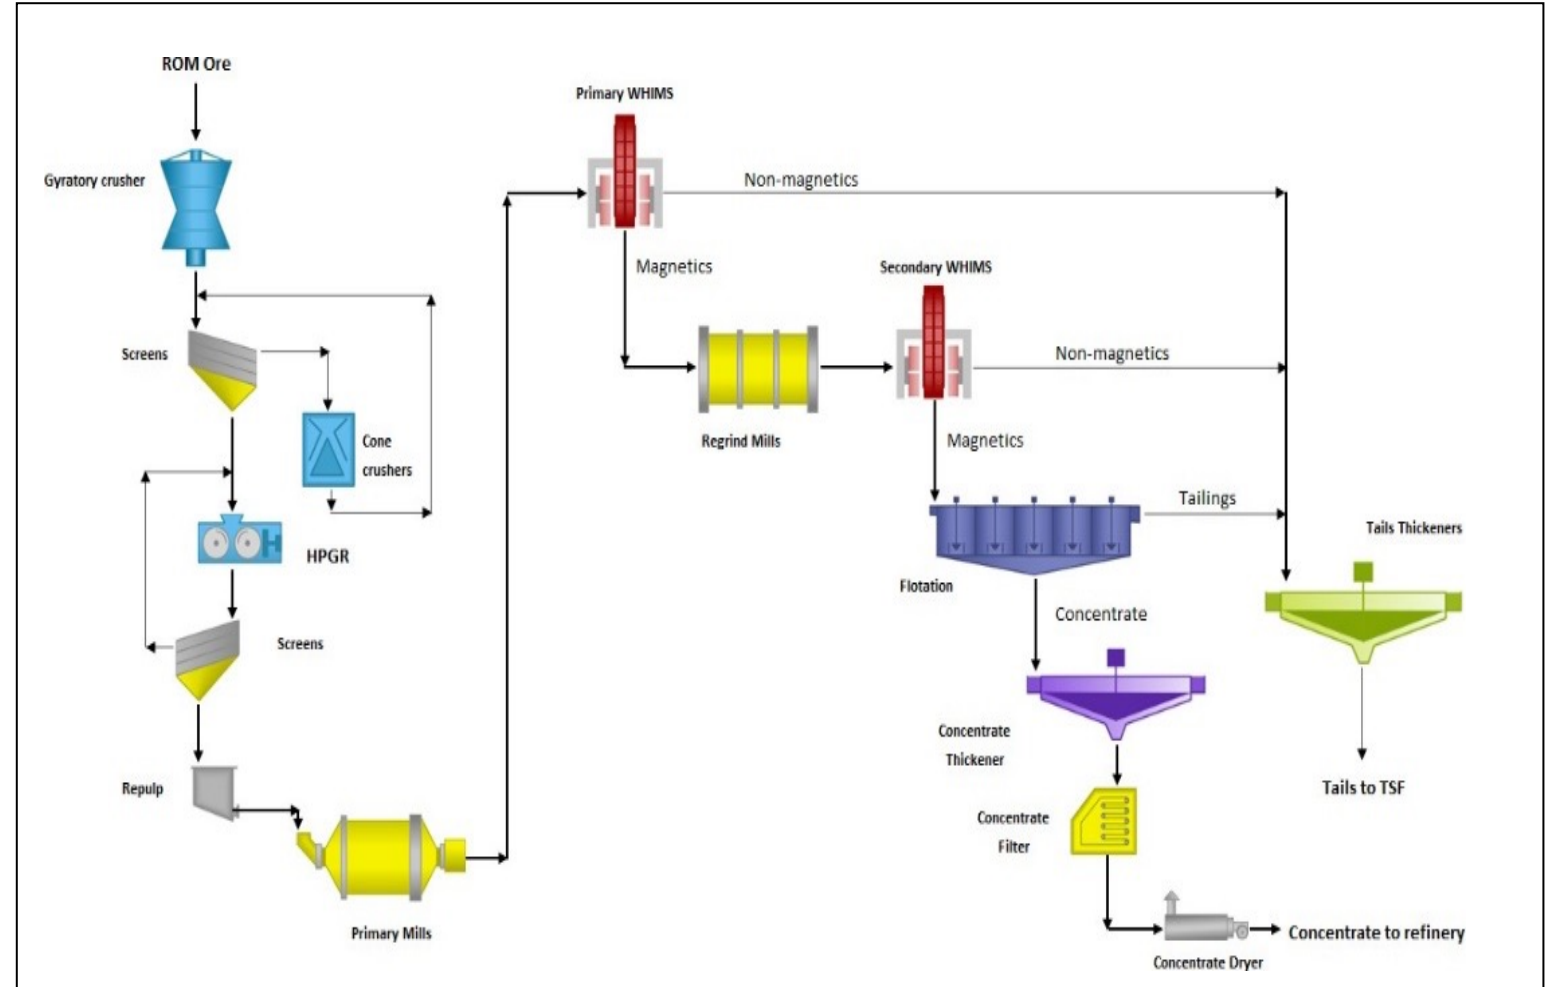 ROM Ore
Gyratory crusher
Screens
Cone
crushers
HPGR
Screens
Repulp
Primary Mills
Primary WHIMS
Non-magnetics
Magnetics
Regrind Mills
Secondary WHIMS
Non-magnetics
Magnetics
Flotation
Tailings
Concentrate
Tails Thickeners
Tails to TSF
Concentrate
Thickener
Concentrate
Filter
Concentrate Dryer
Concentrate to refinery